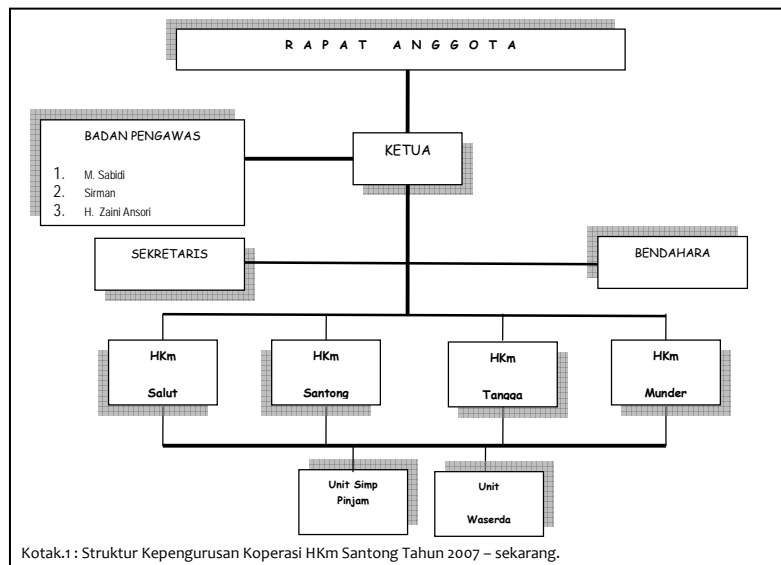 R A P A T A N G G O T A
BADAN PENGAWAS
1. M. Sabidi
2. Sirman
3. H. Zaini Ansori
KETUA
SEKRETARIS
BENDAHARA
HKm
Salut
HKm
Santong
HKm
Tangga
HKm
Munder
Unit Simp
Pinjam
Unit
Waserda
Kotak.1 : Struktur Kepengurusan Koperasi HKm Santong Tahun 2007 – sekarang.